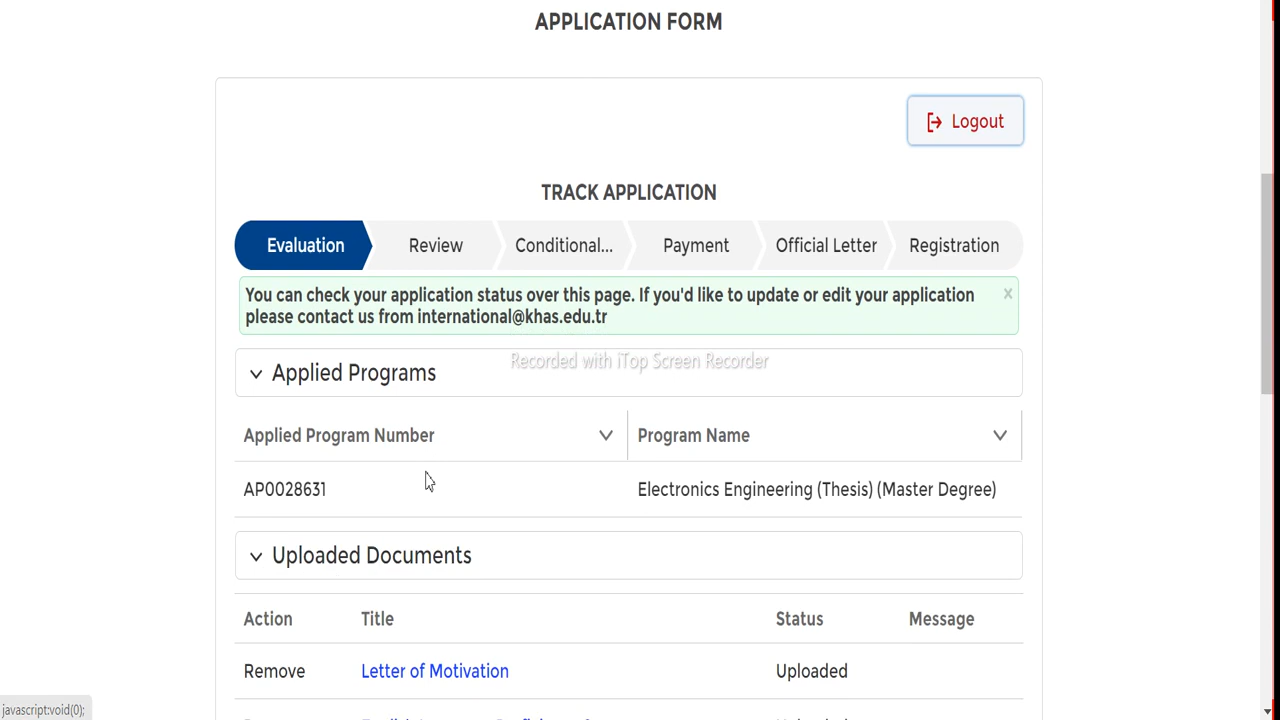 APPLICATION FORM
Logout
TRACK APPLICATION
Evaluation Review Conditional... Payment Official Letter Registration
You can check your application status over this page. If you'd like to update or edit your application
please contact us from international@khas.edu.tr
x
Recorded with iTop Screen Recorder
Applied Programs
Applied Program Number Program Name
AP0028631 Electronics Engineering (Thesis) (Master Degree)
Uploaded Documents
Action Title Status Message
Remove Letter of Motivation Uploaded
javascript:void(0);